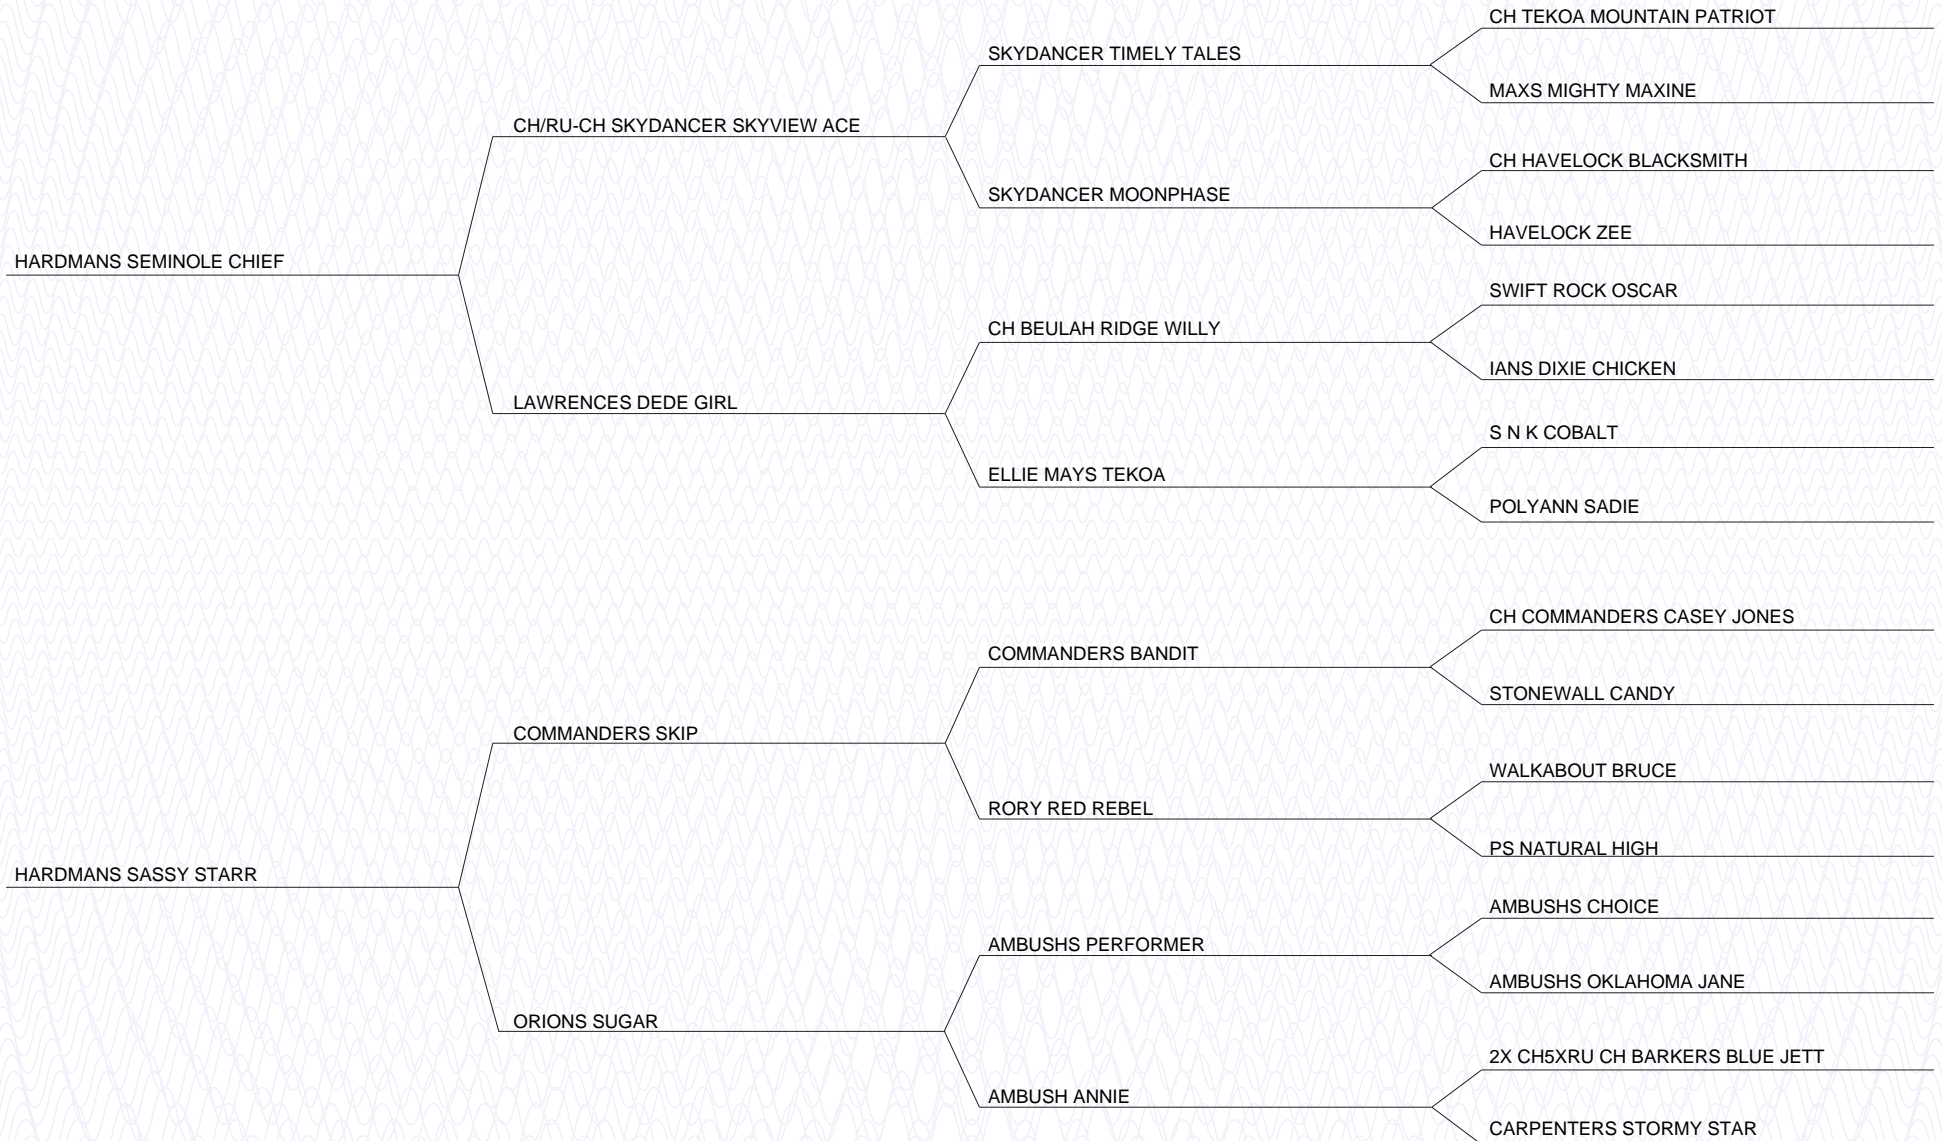 CH TEKOA MOUNTAIN PATRIOT
SKYDANCER TIMELY TALES
MAXS MIGHTY MAXINE
CH/RU-CH SKYDANCER SKYVIEW ACE
CH HAVELOCK BLACKSMITH
SKYDANCER MOONPHASE
HAVELOCK ZEE
HARDMANS SEMINOLE CHIEF
SWIFT ROCK OSCAR
CH BEULAH RIDGE WILLY
IANS DIXIE CHICKEN
LAWRENCES DEDE GIRL
S N K COBALT
ELLIE MAYS TEKOA
POLYANN SADIE
CH COMMANDERS CASEY JONES
COMMANDERS BANDIT
STONEWALL CANDY
COMMANDERS SKIP
WALKABOUT BRUCE
RORY RED REBEL
PS NATURAL HIGH
HARDMANS SASSY STARR
AMBUSHS CHOICE
AMBUSHS PERFORMER
AMBUSHS OKLAHOMA JANE
ORIONS SUGAR
2X CH5XRU CH BARKERS BLUE JETT
AMBUSH ANNIE
CARPENTERS STORMY STAR